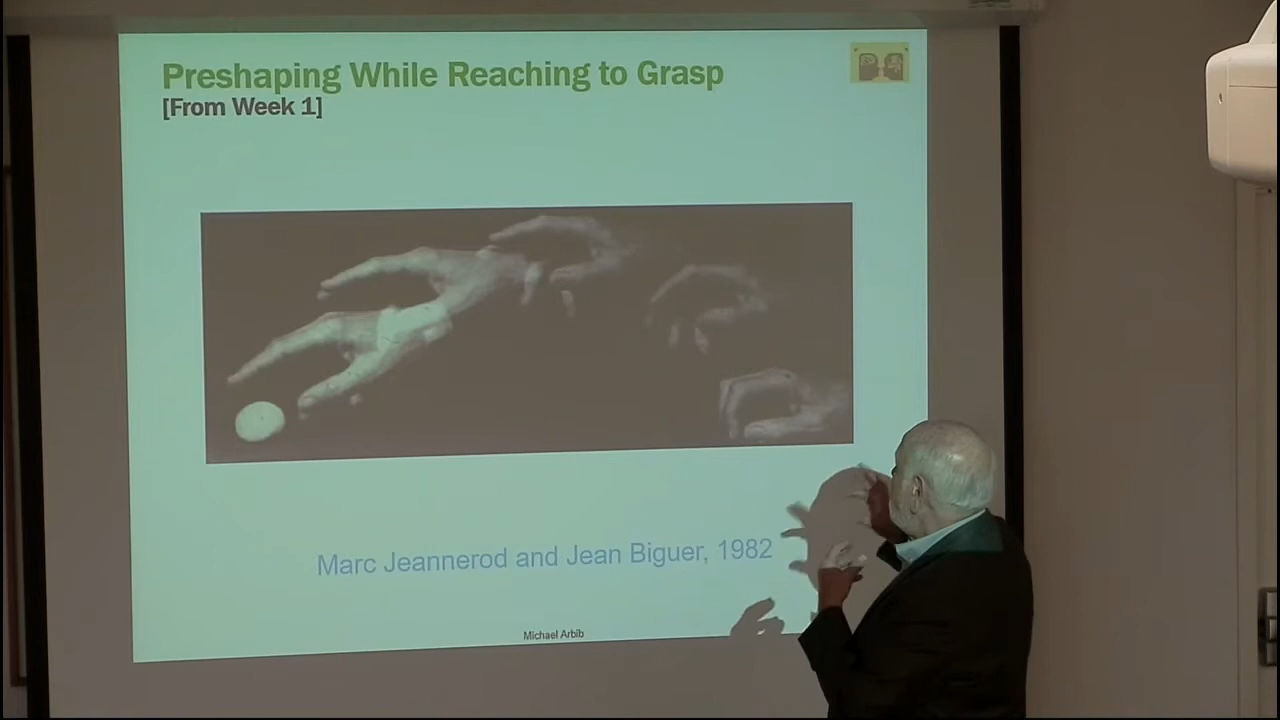 Preshaping While Reaching to Grasp
[From Week 1]
Marc Jeannerod and Jean Biguer, 1982
Michael Arbib